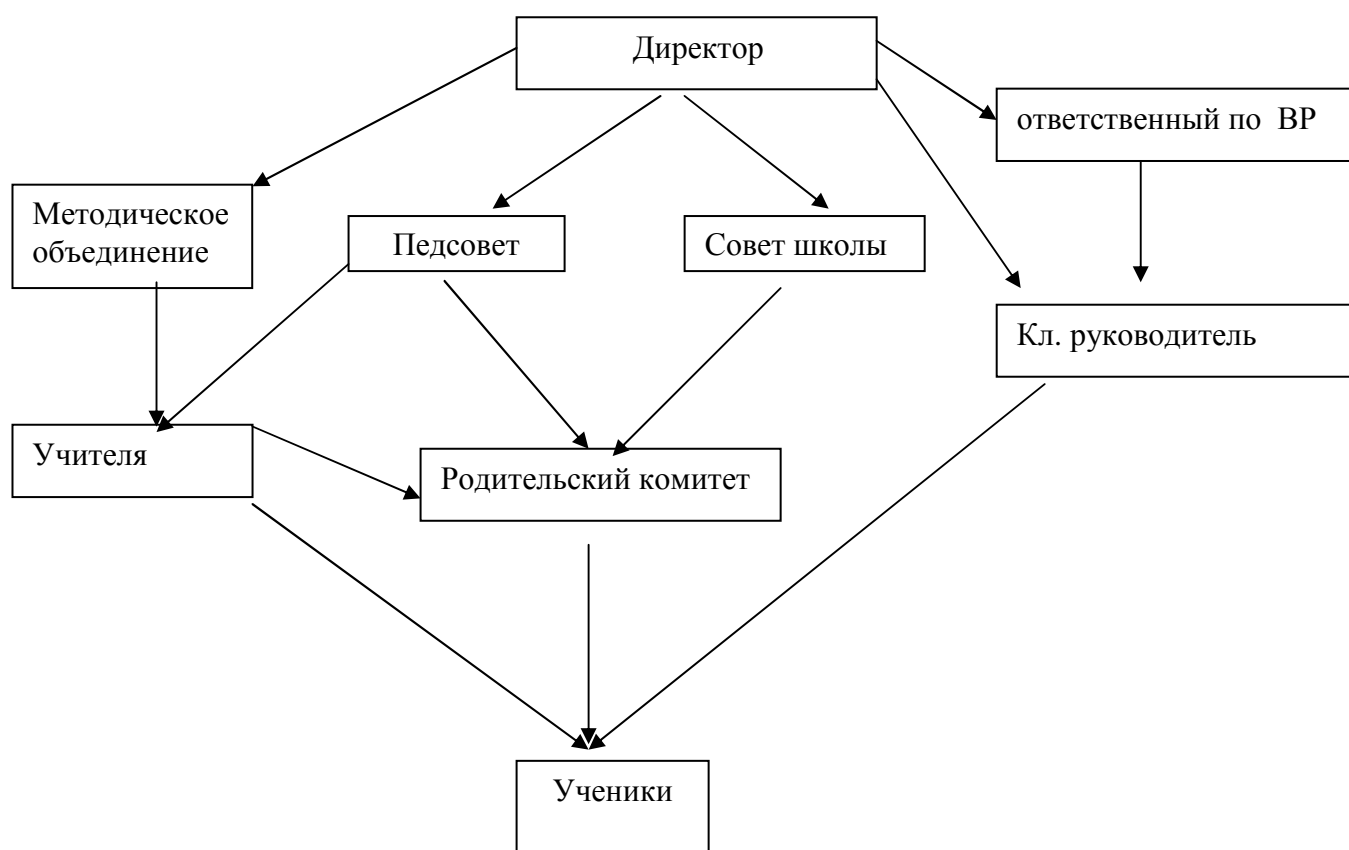 Директор
ответственный по ВР
Методическое
объединение
Педсовет
Совет школы
Кл. руководитель
Учителя
Родительский комитет
Ученики